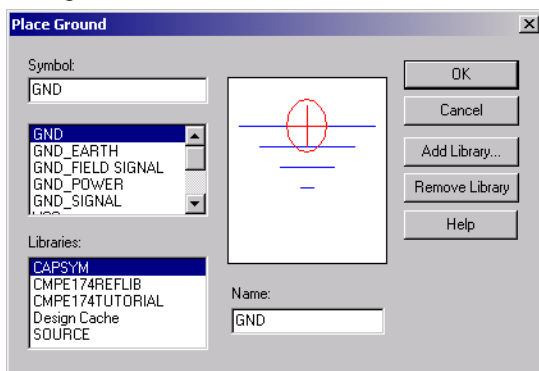 Place Ground
Symbol:
GND
GND
GND_EARTH
GND_FIELD SIGNAL
GND_POWER
GND_SIGNAL
Libraries:
CAPSYM
CMPE174REFLIB
CMPE174TUTORIAL
Design Cache
SOURCE
Name:
GND
OK
Cancel
Add Library...
Remove Library
Help